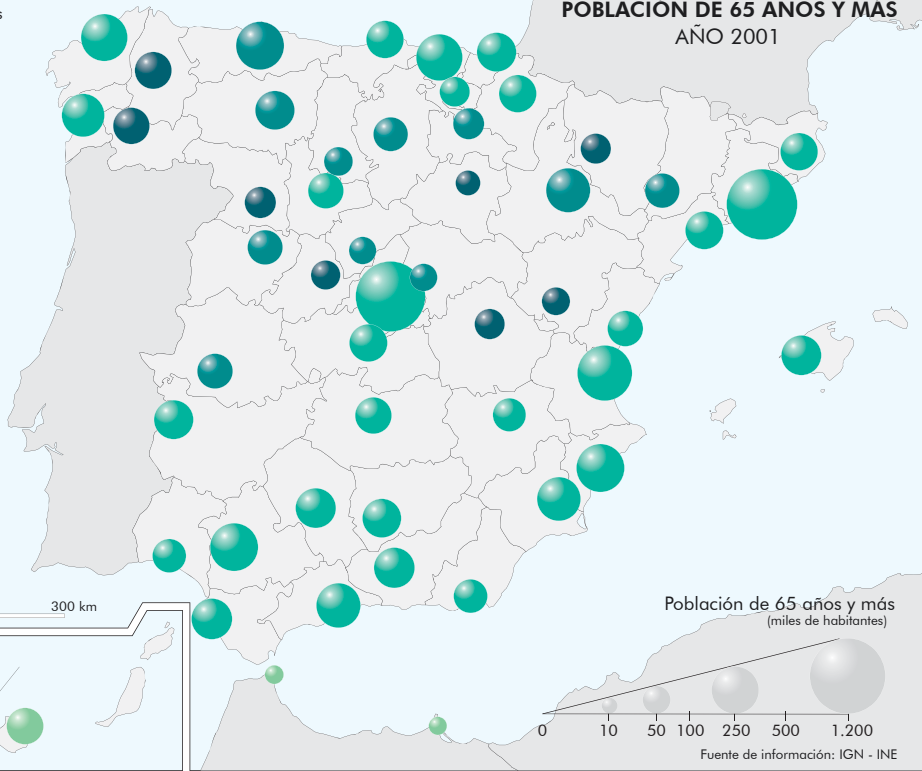 POBLACIÓN DE 65 AÑOS Y MÁS
AÑO 2001
300 km
Población de 65 años y más
(miles de habitantes)
0 10 50 100 250 500 1.200
Fuente de información: IGN - INE